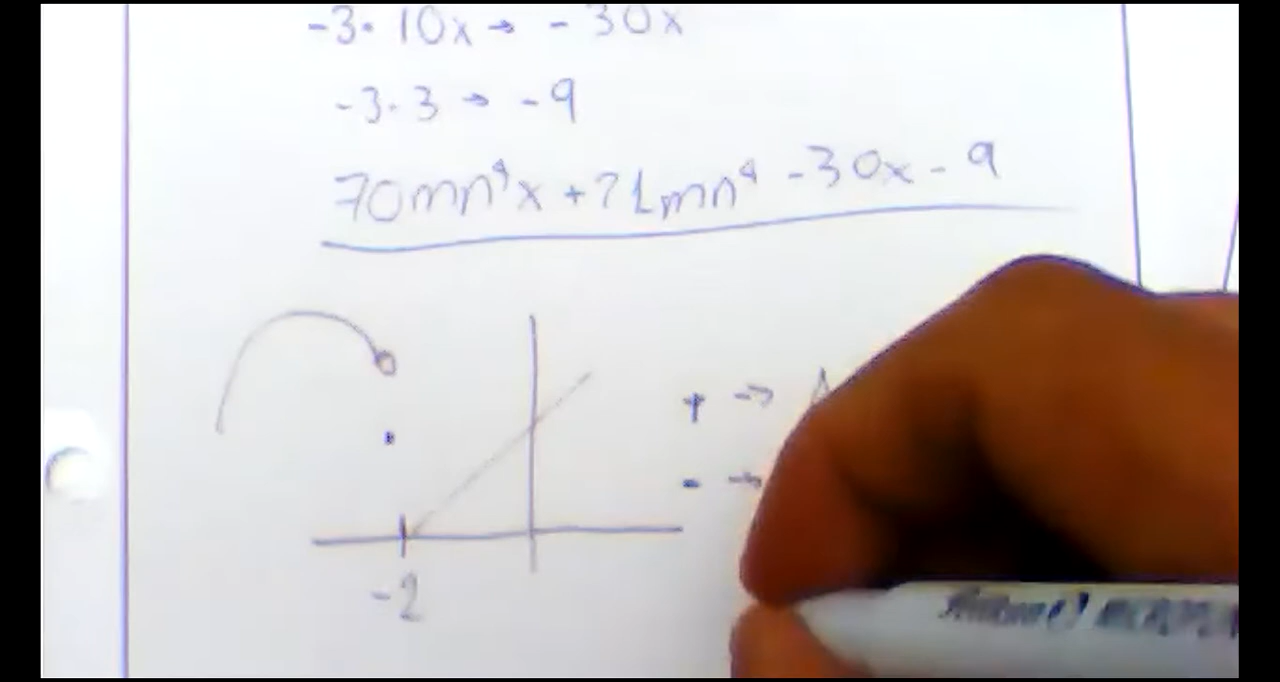 -3· 10x → - 30x
-3·3 → -9
70mn⁴x + 21mn⁴ - 30x - 9
+ →
- →
-2